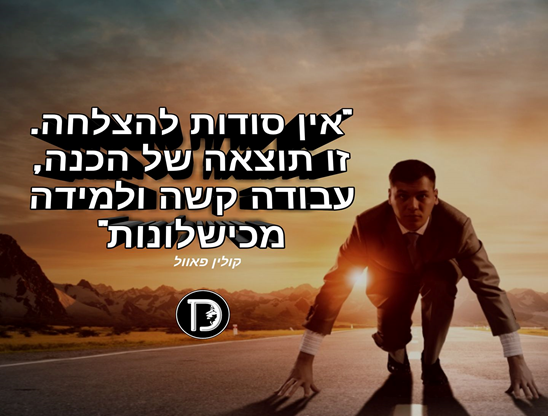 "אין סודות להצלחה.
זו תוצאה של הכנה,
עבודה קשה ולמידה
מכישלונות"
קולין פאוול